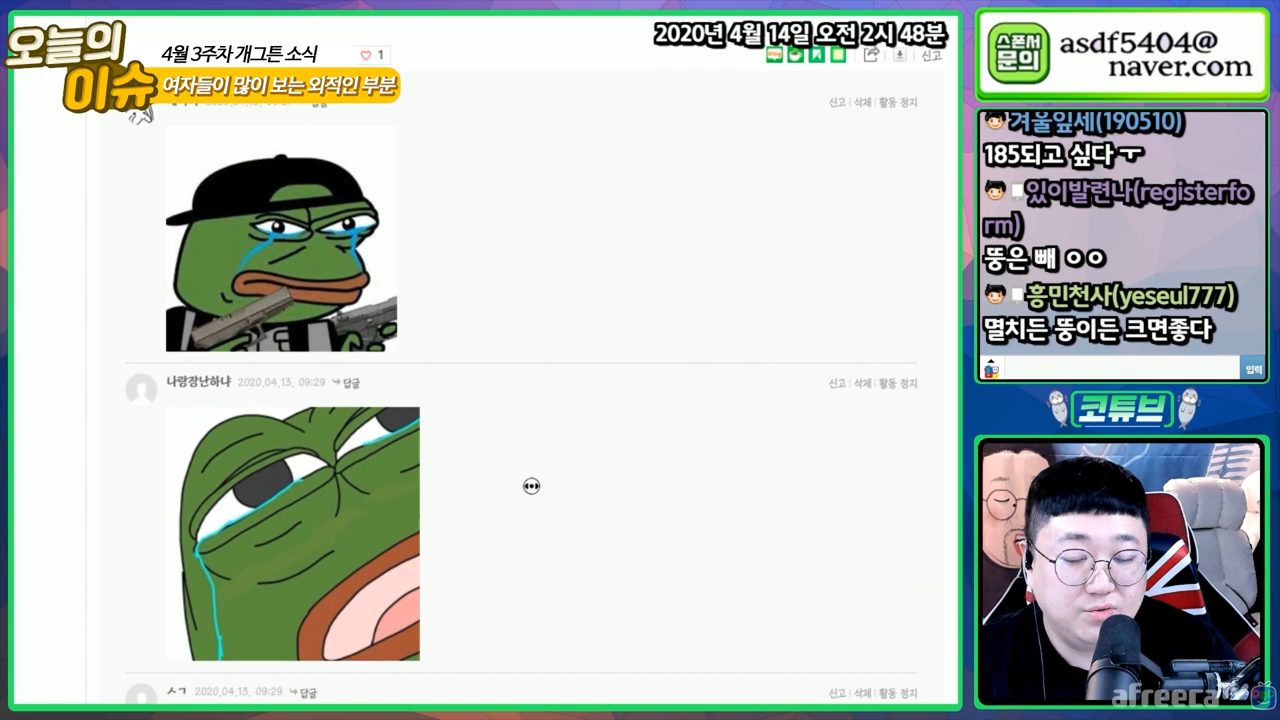 오늘의
이슈
4월 3주차 개그튼 소식
여자들이 많이 보는 외적인 부분
1
2020년 4월 14일 오전 2시 48분
신고
신고 | 삭제 | 활동 정지
나랑장난하냐 2020.04.13. 09:29 답글
신고 | 삭제 | 활동 정지
ㅅㄱ 2020.04.13. 09:29 답글
신고 | 삭제 | 활동 정지
스폰서
문의
asdf5404@
naver.com
겨울잎세(190510)
185되고 싶다 ㅜ
있이발련나(registerfo
rm)
뚱은 빼 ㅇㅇ
흥민천사(yeseul777)
멸치든 뚱이든 크면좋다
입력
코튜브
afreeca